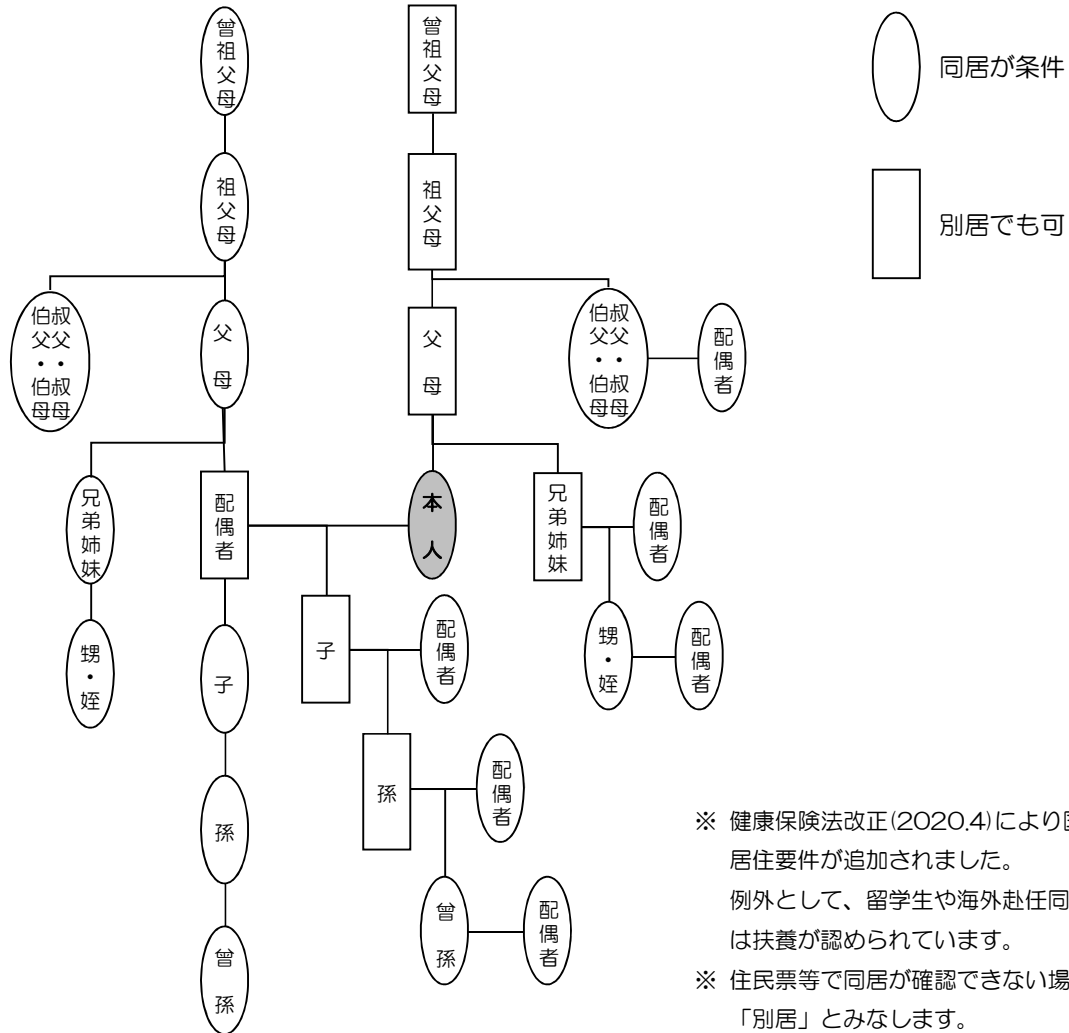 曾祖父母
曾祖父母
同居が条件
祖父母
祖父母
別居でも可
伯父・伯母
叔父・叔母
父母
父母
伯父・伯母
叔父・叔母
配偶者
兄弟姉妹
配偶者
本人
兄弟姉妹
配偶者
甥・姪
子
子
配偶者
甥・姪
配偶者
孫
孫
配偶者
曾孫
曾孫
配偶者
※ 健康保険法改正(2020.4)により
居住要件が追加されました。
例外として、留学生や海外赴任同
は扶養が認められています。
※ 住民票等で同居が確認できない場
「別居」とみなします。